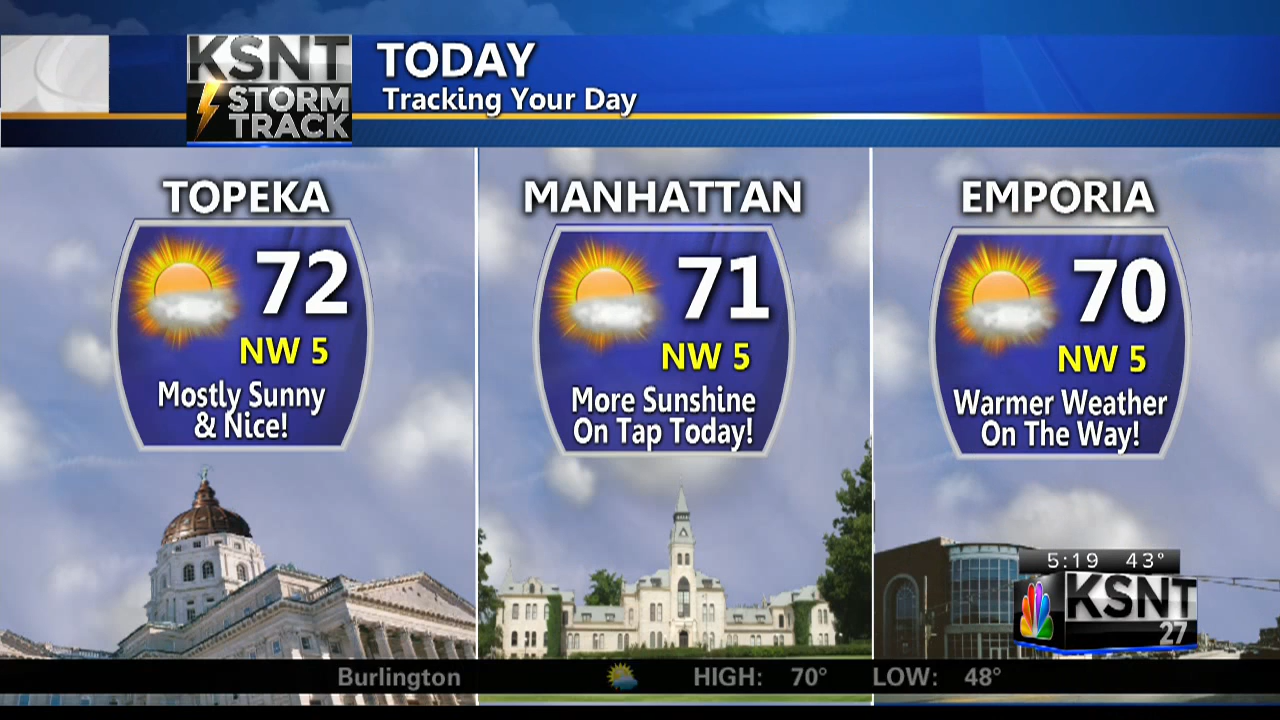 KSNT
STORM
TRACK
TODAY
Tracking Your Day
TOPEKA
72
NW 5
Mostly Sunny
& Nice!
MANHATTAN
71
NW 5
More Sunshine
On Tap Today!
EMPORIA
70
NW 5
Warmer Weather
On The Way!
5:19 43°
KSNT
27
Burlington HIGH: 70° LOW: 48°